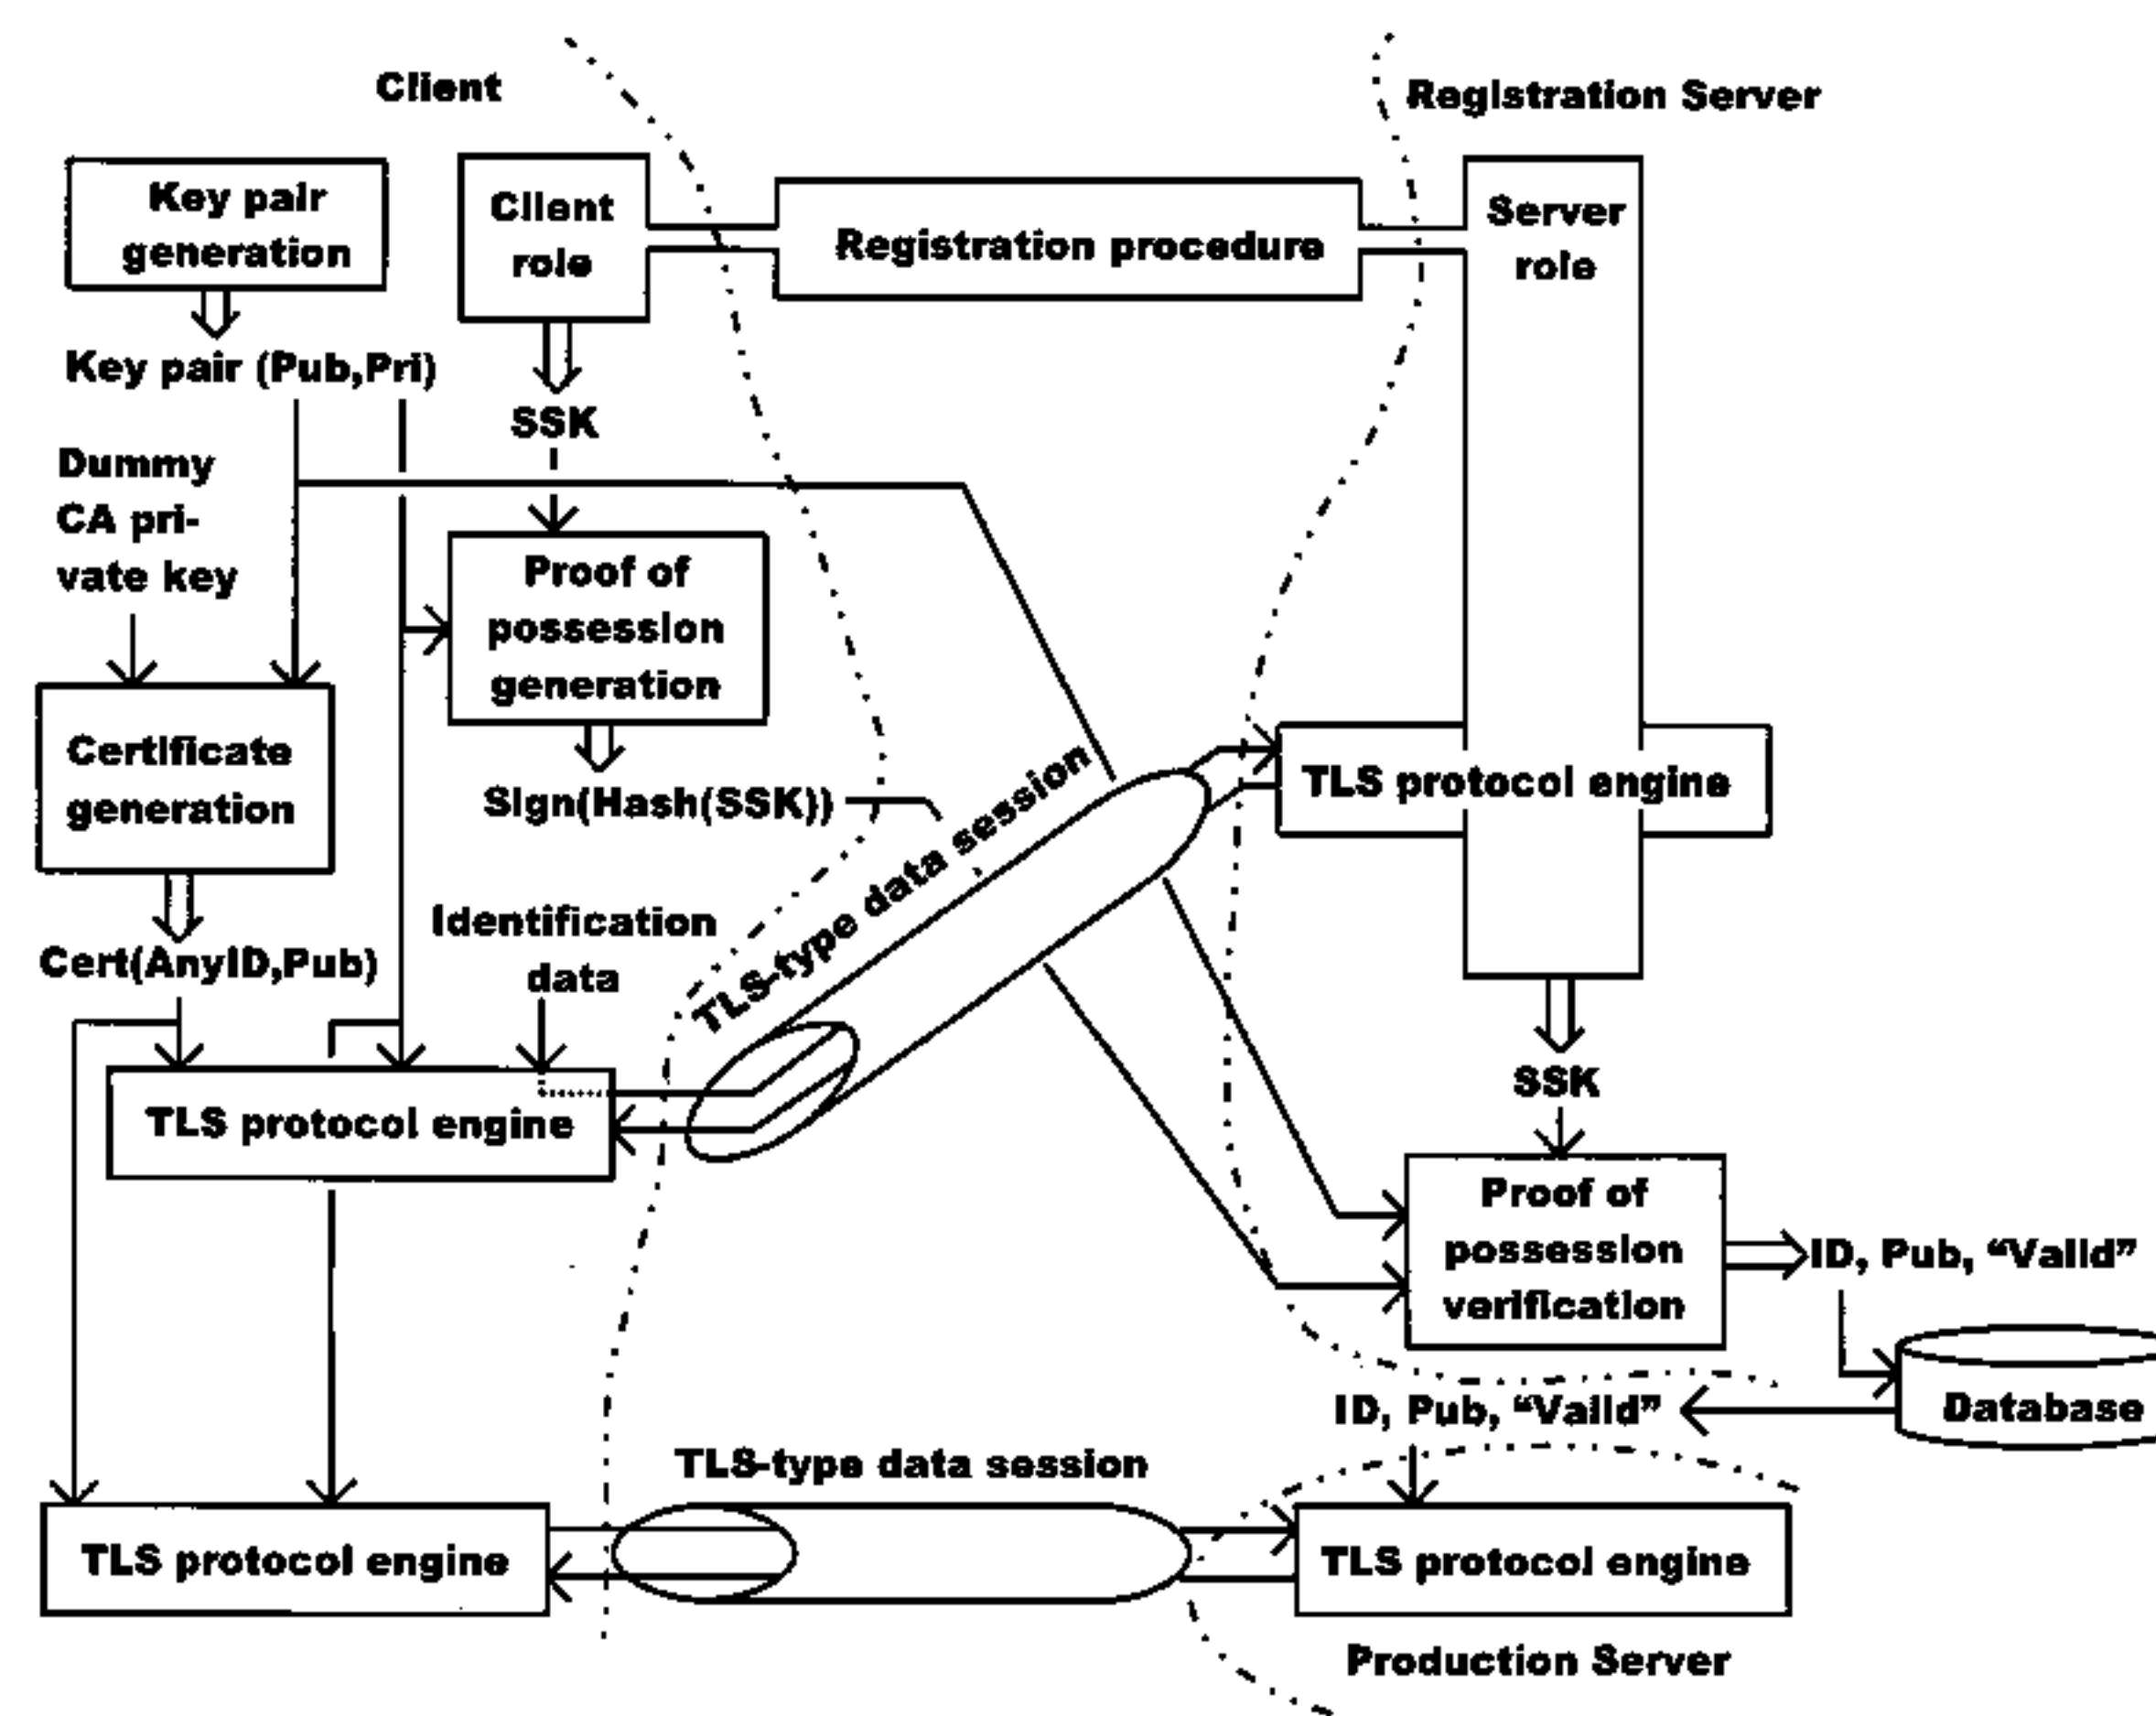 Client
Registration Server
Key pair
generation
Client
role
Registration procedure
Server
role
Key pair (Pub,Pri)
SSK
Dummy
CA pri-
vate key
Proof of
possession
generation
Certificate
generation
Sign(Hash(SSK))
TLS-type data session
TLS protocol engine
Identification
data
Cert(AnyID,Pub)
SSK
TLS protocol engine
Proof of
possession
verification
ID, Pub, “Valid”
ID, Pub, “Valid”
Database
TLS-type data session
TLS protocol engine
TLS protocol engine
Production Server